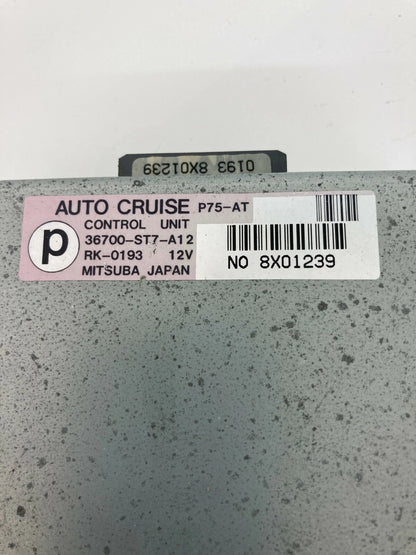 0193 8X01239
AUTO CRUISE P75-AT
CONTROL UNIT
p 36700-ST7-A12
RK-0193 12V
MITSUBA JAPAN
NO 8X01239